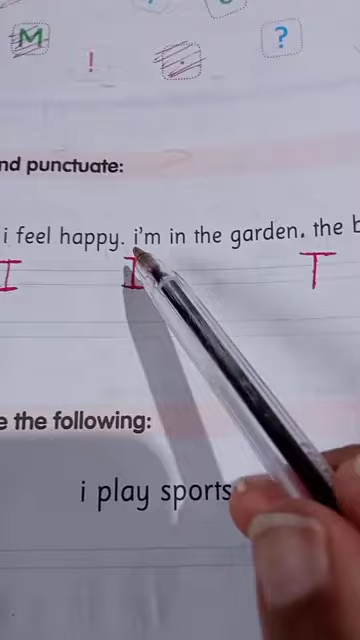 M
! . ?
nd punctuate:
i feel happy. i'm in the garden. the b
I I T
e the following:
i play sports